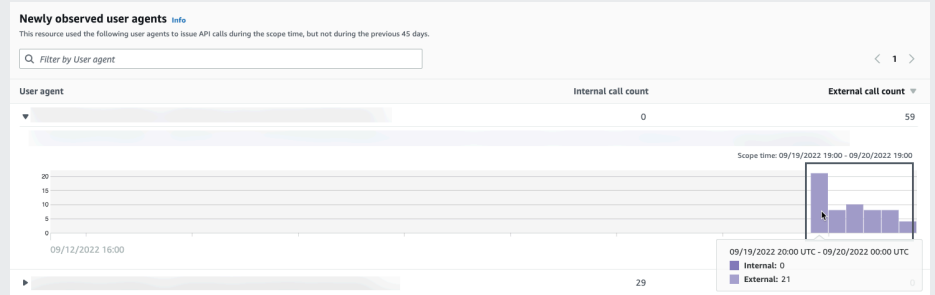 Newly observed user agents Info
This resource used the following user agents to issue API calls during the scope time, but not during the previous 45 days.
Filter by User agent
1
User agent Internal call count External call count
0 59
Scope time: 09/19/2022 19:00 - 09/20/2022 19:00
20
15
10
5
0
09/12/2022 16:00
09/19/2022 20:00 UTC - 09/20/2022 00:00 UTC
Internal: 0
External: 21
29 0